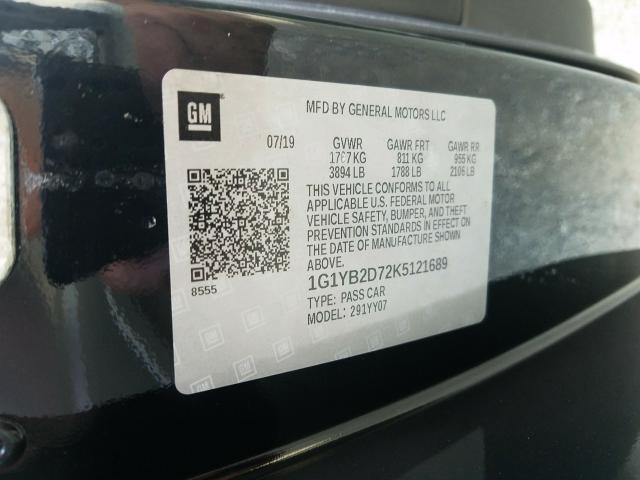 GM
MFD BY GENERAL MOTORS LLC
07/19 GVWR GAWR FRT GAWR RR
1767 KG 811 KG 955 KG
3894 LB 1788 LB 2106 LB
THIS VEHICLE CONFORMS TO ALL
APPLICABLE U.S. FEDERAL MOTOR
VEHICLE SAFETY, BUMPER, AND THEFT
PREVENTION STANDARDS IN EFFECT ON
THE DATE OF MANUFACTURE SHOWN
ABOVE.
8555
1G1YB2D72K5121689
TYPE: PASS CAR
MODEL: 291YY07